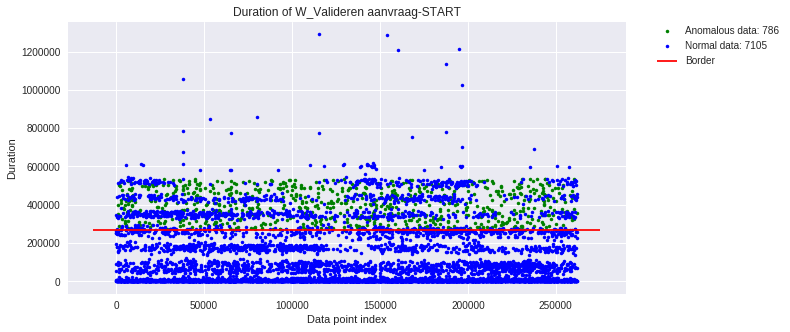 Duration of W_Valideren aanvraag-START
Anomalous data: 786
Normal data: 7105
Border
Duration
1200000
1000000
800000
600000
400000
200000
0
0
50000
100000
150000
200000
250000
Data point index